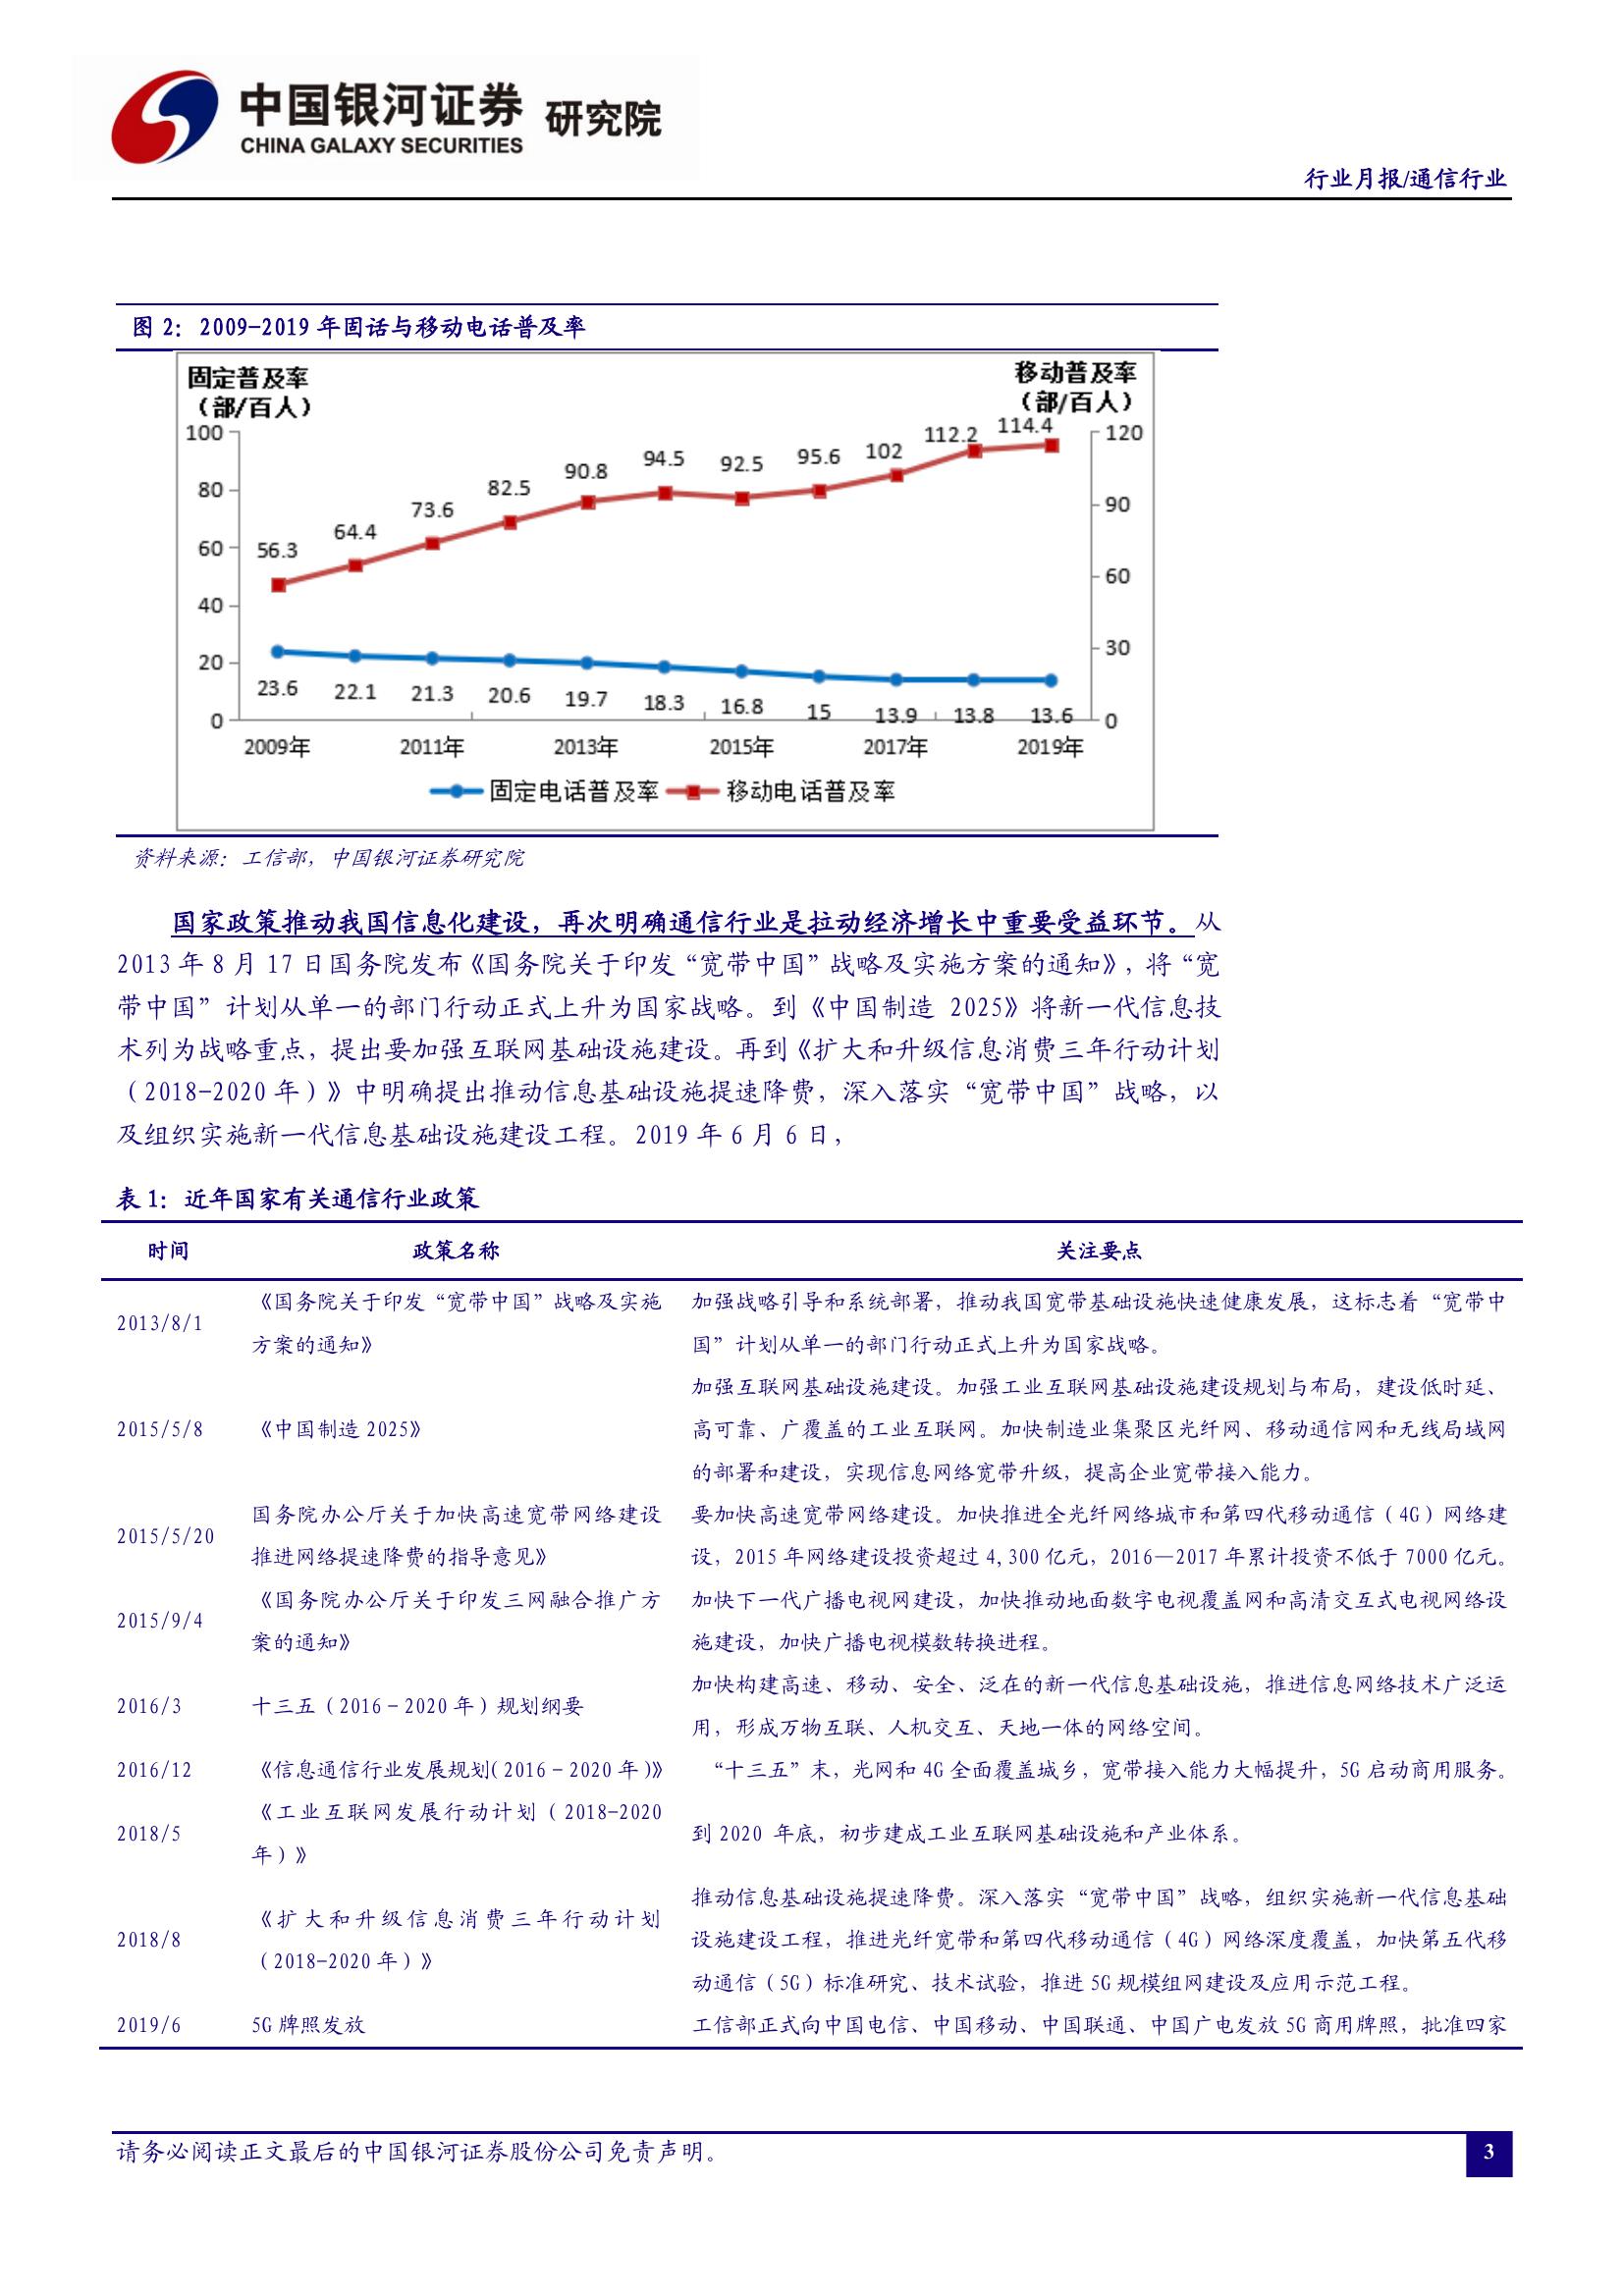 中国银河证券 研究院
CHINA GALAXY SECURITIES
行业月报/通信行业
图 2：2009-2019 年固话与移动电话普及率
固定普及率
（部/百人）
移动普及率
（部/百人）
100
80
60
40
20
0
120
90
60
30
0
56.3
64.4
73.6
82.5
90.8
94.5
92.5
95.6
102
112.2
114.4
23.6
22.1
21.3
20.6
19.7
18.3
16.8
15
13.9
13.8
13.6
2009年
2011年
2013年
2015年
2017年
2019年
固定电话普及率
移动电话普及率
资料来源：工信部，中国银河证券研究院
国家政策推动我国信息化建设，再次明确通信行业是拉动经济增长中重要受益环节。从
2013 年 8 月 17 日国务院发布《国务院关于印发“宽带中国”战略及实施方案的通知》，将“宽
带中国”计划从单一的部门行动正式上升为国家战略。到《中国制造 2025》将新一代信息技
术列为战略重点，提出要加强互联网基础设施建设。再到《扩大和升级信息消费三年行动计划
（2018-2020 年）》中明确提出推动信息基础设施提速降费，深入落实“宽带中国”战略，以
及组织实施新一代信息基础设施建设工程。2019 年 6 月 6 日，
表 1：近年国家有关通信行业政策
时间
政策名称
关注要点
2013/8/1
《国务院关于印发“宽带中国”战略及实施
方案的通知》
加强战略引导和系统部署，推动我国宽带基础设施快速健康发展，这标志着“宽带中
国”计划从单一的部门行动正式上升为国家战略。
2015/5/8
《中国制造 2025》
加强互联网基础设施建设。加强工业互联网基础设施建设规划与布局，建设低时延、
高可靠、广覆盖的工业互联网。加快制造业集聚区光纤网、移动通信网和无线局域网
的部署和建设，实现信息网络宽带升级，提高企业宽带接入能力。
2015/5/20
国务院办公厅关于加快高速宽带网络建设
推进网络提速降费的指导意见》
要加快高速宽带网络建设。加快推进全光纤网络城市和第四代移动通信（4G）网络建
设，2015 年网络建设投资超过 4,300 亿元，2016—2017 年累计投资不低于 7000 亿元。
2015/9/4
《国务院办公厅关于印发三网融合推广方
案的通知》
加快下一代广播电视网建设，加快推动地面数字电视覆盖网和高清交互式电视网络设
施建设，加快广播电视模数转换进程。
2016/3
十三五（2016－2020 年）规划纲要
加快构建高速、移动、安全、泛在的新一代信息基础设施，推进信息网络技术广泛运
用，形成万物互联、人机交互、天地一体的网络空间。
2016/12
《信息通信行业发展规划（2016－2020 年）》
“十三五”末，光网和 4G 全面覆盖城乡，宽带接入能力大幅提升，5G 启动商用服务。
2018/5
《工业互联网发展行动计划（2018-2020
年）》
到 2020 年底，初步建成工业互联网基础设施和产业体系。
2018/8
《扩大和升级信息消费三年行动计划
（2018-2020 年）》
推动信息基础设施提速降费。深入落实“宽带中国”战略，组织实施新一代信息基础
设施建设工程，推进光纤宽带和第四代移动通信（4G）网络深度覆盖，加快第五代移
动通信（5G）标准研究、技术试验，推进 5G 规模组网建设及应用示范工程。
2019/6
5G 牌照发放
工信部正式向中国电信、中国移动、中国联通、中国广电发放 5G 商用牌照，批准四家
请务必阅读正文最后的中国银河证券股份公司免责声明。
3